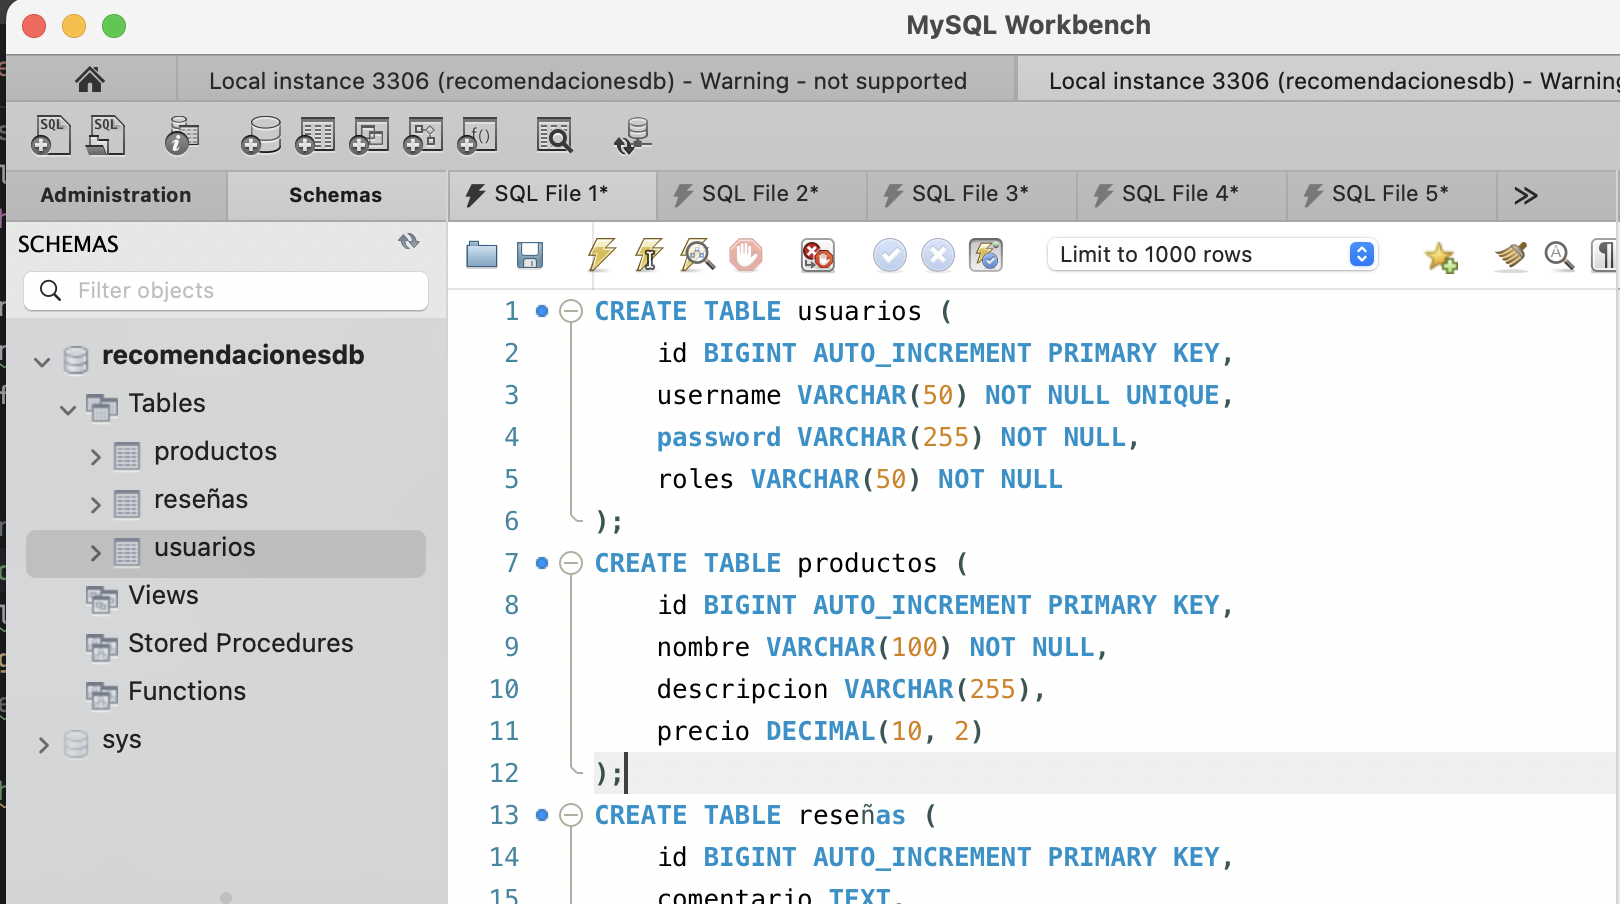 MySQL Workbench
Local instance 3306 (recomendacionesdb) - Warning - not supported
Local instance 3306 (recomendacionesdb) - Warning
Administration
Schemas
SQL File 1*
SQL File 2*
SQL File 3*
SQL File 4*
SQL File 5*
SCHEMAS
Filter objects
recomendacionesdb
Tables
productos
reseñas
usuarios
Views
Stored Procedures
Functions
sys
Limit to 1000 rows
1 CREATE TABLE usuarios (
2 id BIGINT AUTO_INCREMENT PRIMARY KEY,
3 username VARCHAR(50) NOT NULL UNIQUE,
4 password VARCHAR(255) NOT NULL,
5 roles VARCHAR(50) NOT NULL
6 );
7 CREATE TABLE productos (
8 id BIGINT AUTO_INCREMENT PRIMARY KEY,
9 nombre VARCHAR(100) NOT NULL,
10 descripcion VARCHAR(255),
11 precio DECIMAL(10, 2)
12 );
13 CREATE TABLE reseñas (
14 id BIGINT AUTO_INCREMENT PRIMARY KEY,
15 comentario TEXT,